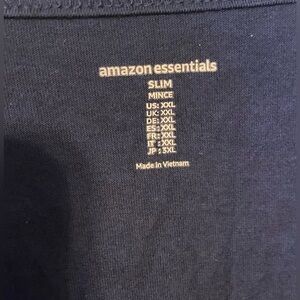 amazon essentials
SLIM
MINCE
US: XXL
UK: XXL
DE: XXL
ES: XXL
FR: XXL
IT : XXL
JP : 3XL
Made in Vietnam